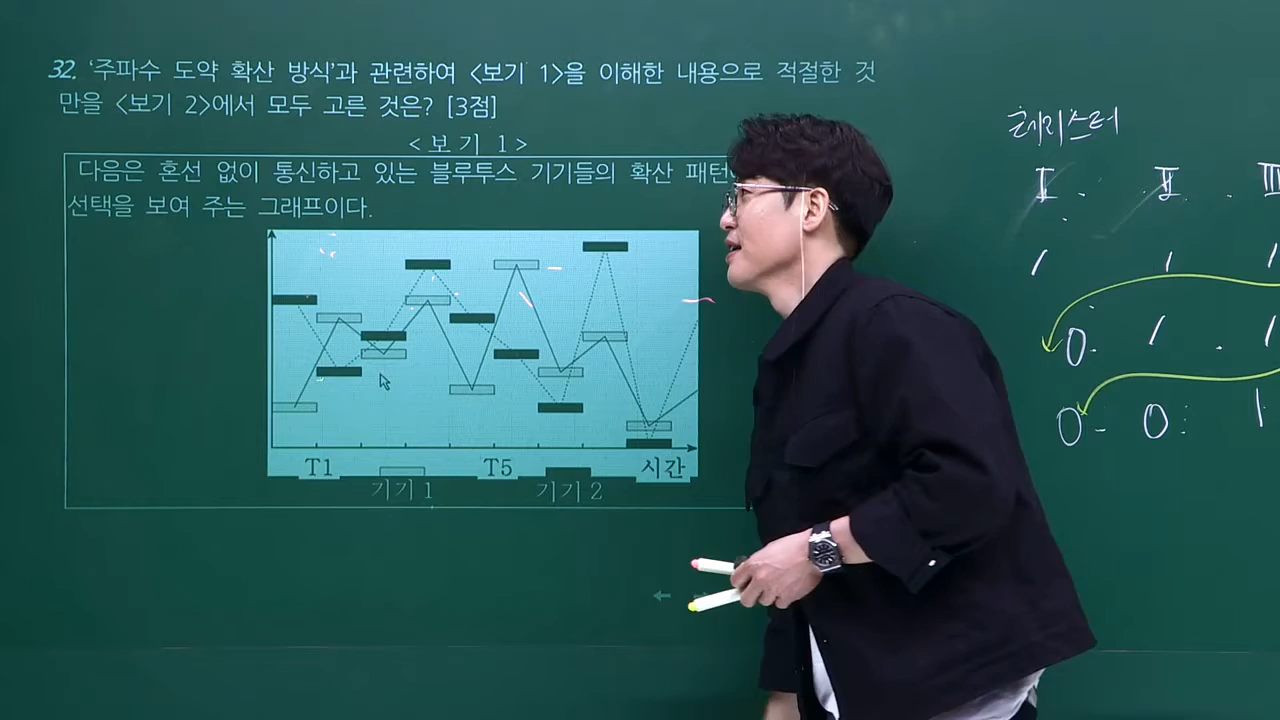 32. ‘주파수 도약 확산 방식’과 관련하여 <보기 1>을 이해한 내용으로 적절한 것
만을 <보기 2>에서 모두 고른 것은? [3점]
<보 기 1>
다음은 혼선 없이 통신하고 있는 블루투스 기기들의 확산 패턴
선택을 보여 주는 그래프이다.
T1 T5 시간
기기 1 기기 2
레지스터
I II III
1 1 1
0 1 1
0 0 1